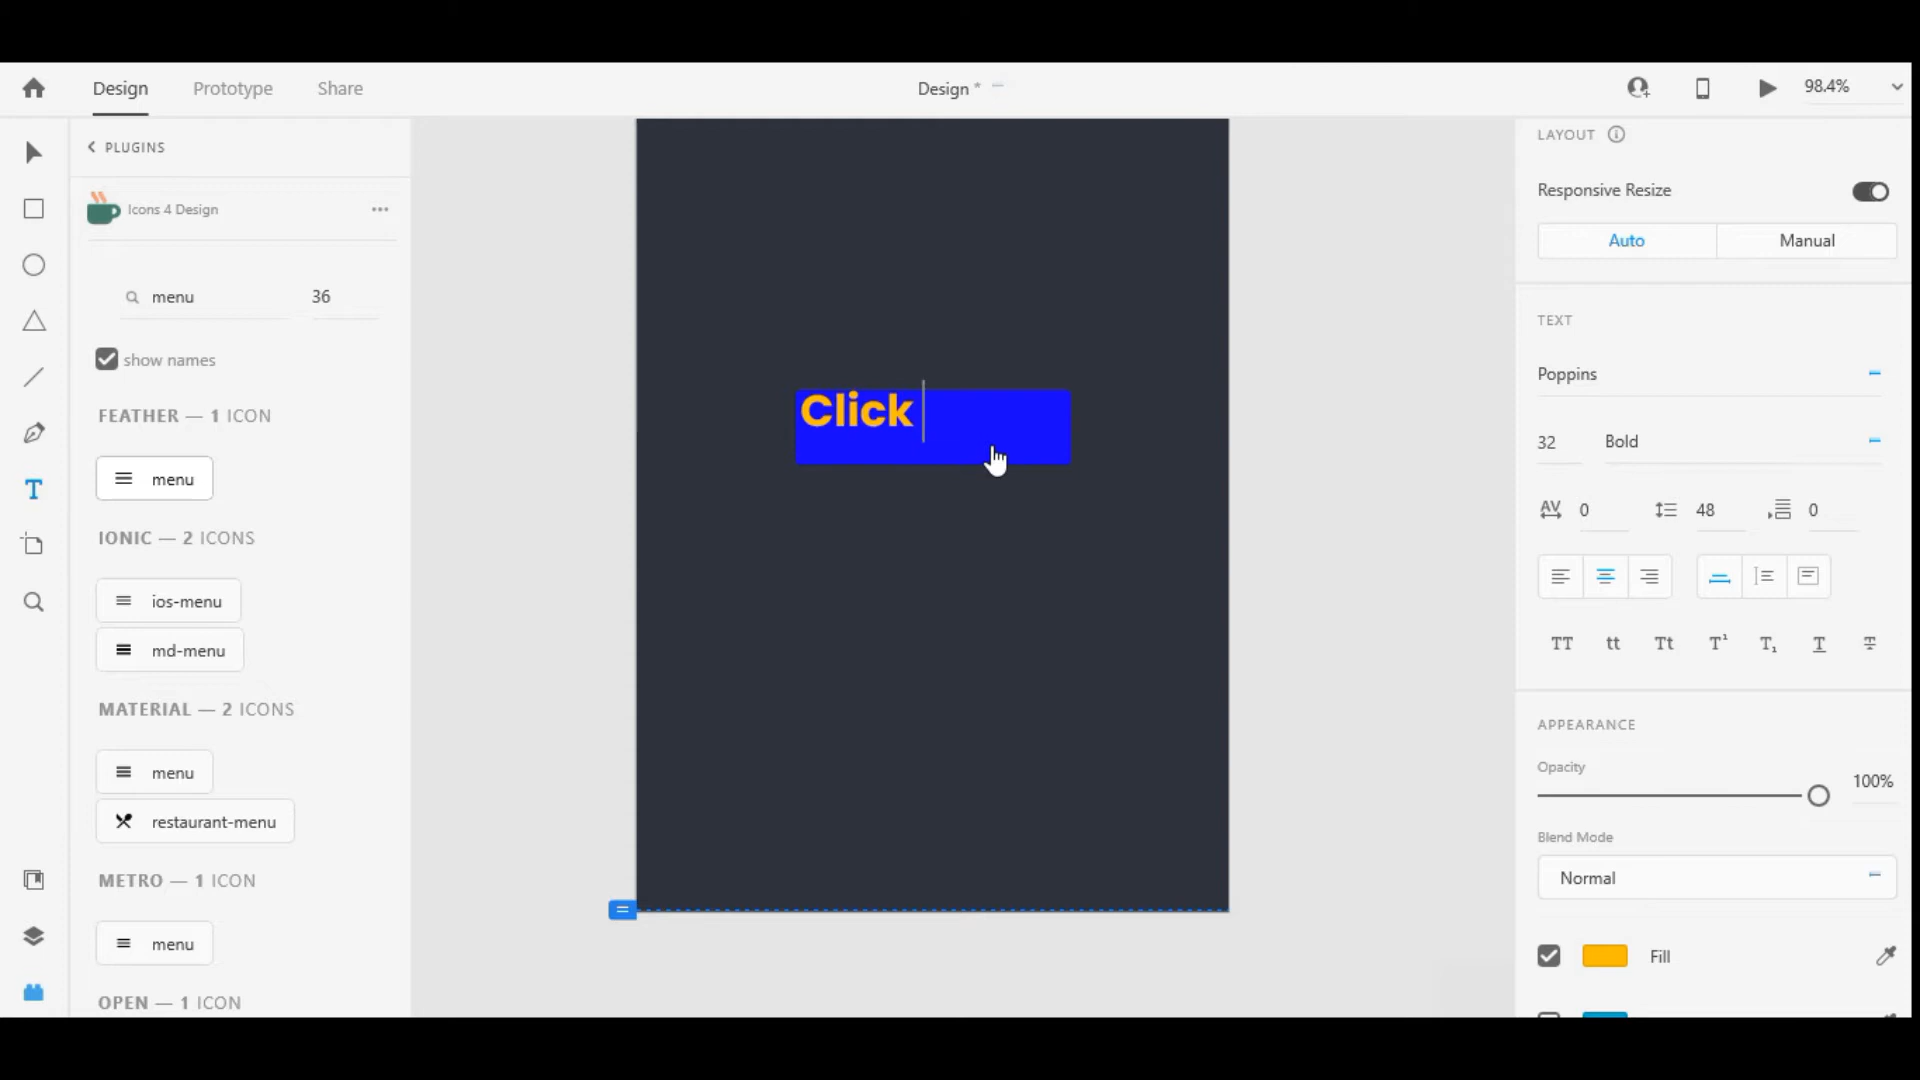 Design Prototype Share Design * 98.4%
PLUGINS
Icons 4 Design
menu 36
show names
FEATHER — 1 ICON
menu
IONIC — 2 ICONS
ios-menu
md-menu
MATERIAL — 2 ICONS
menu
restaurant-menu
METRO — 1 ICON
menu
OPEN — 1 ICON
Click
LAYOUT
Responsive Resize
Auto Manual
TEXT
Poppins
32 Bold
AV 0 48 0
TT tt Tt T¹ T₁ T T
APPEARANCE
Opacity
100%
Blend Mode
Normal
Fill